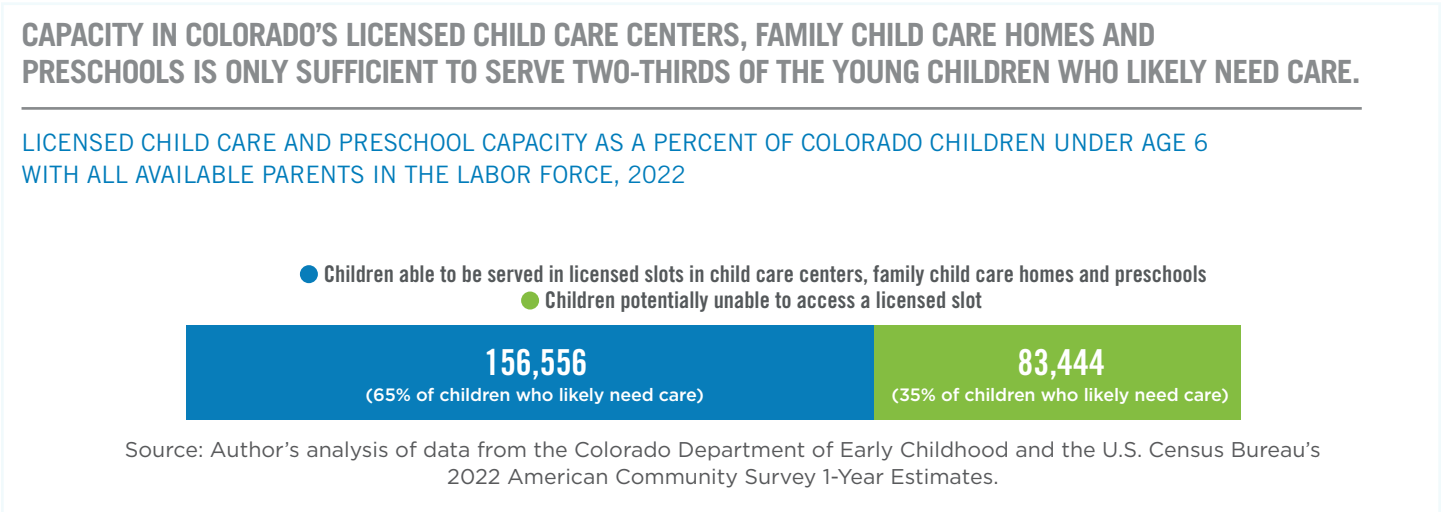 CAPACITY IN COLORADO’S LICENSED CHILD CARE CENTERS, FAMILY CHILD CARE HOMES AND
PRESCHOOLS IS ONLY SUFFICIENT TO SERVE TWO-THIRDS OF THE YOUNG CHILDREN WHO LIKELY NEED CARE.
LICENSED CHILD CARE AND PRESCHOOL CAPACITY AS A PERCENT OF COLORADO CHILDREN UNDER AGE 6
WITH ALL AVAILABLE PARENTS IN THE LABOR FORCE, 2022
Children able to be served in licensed slots in child care centers, family child care homes and preschools
Children potentially unable to access a licensed slot
156,556
(65% of children who likely need care)
83,444
(35% of children who likely need care)
Source: Author’s analysis of data from the Colorado Department of Early Childhood and the U.S. Census Bureau’s
2022 American Community Survey 1-Year Estimates.